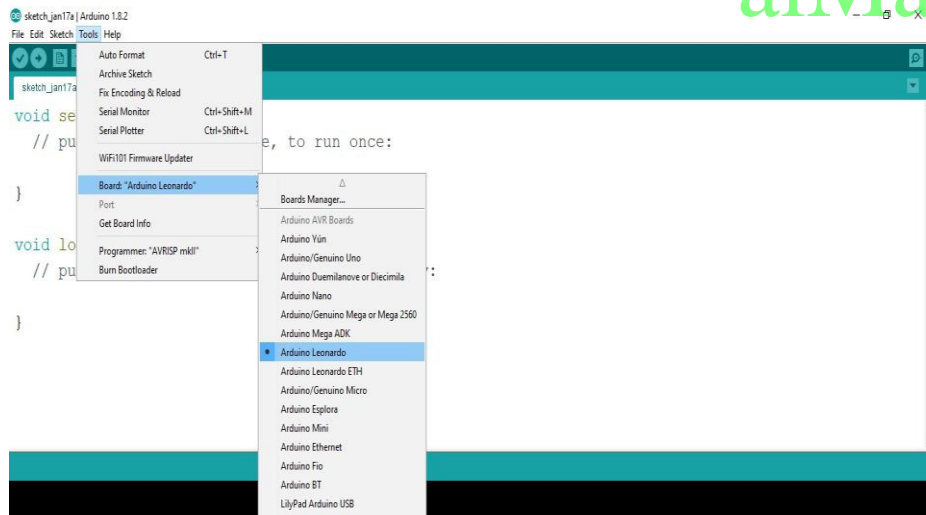 sketch_jan17a | Arduino 1.8.2
File Edit Sketch Tools Help
sketch_jan17a
Auto Format Ctrl+T
Archive Sketch
Fix Encoding & Reload
Serial Monitor Ctrl+Shift+M
Serial Plotter Ctrl+Shift+L
WiFi101 Firmware Updater
Board: "Arduino Leonardo"
Port
Get Board Info
Programmer: "AVRISP mkII"
Burn Bootloader
void se
// pu e, to run once:
}
void lo
// pu :
}
Boards Manager...
Arduino AVR Boards
Arduino Yún
Arduino/Genuino Uno
Arduino Duemilanove or Diecimila
Arduino Nano
Arduino/Genuino Mega or Mega 2560
Arduino Mega ADK
Arduino Leonardo
Arduino Leonardo ETH
Arduino/Genuino Micro
Arduino Esplora
Arduino Mini
Arduino Ethernet
Arduino Fio
Arduino BT
LilyPad Arduino USB